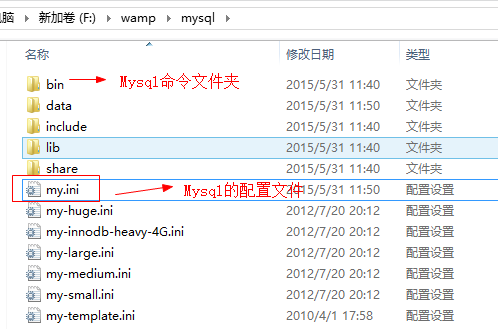 电脑 ▸ 新加卷 (F:) ▸ wamp ▸ mysql ▸
名称 修改日期 类型
bin Mysql命令文件夹 2015/5/31 11:40 文件夹
data 2015/5/31 11:50 文件夹
include 2015/5/31 11:40 文件夹
lib 2015/5/31 11:40 文件夹
share 2015/5/31 11:40 文件夹
my.ini Mysql的配置文件 2015/5/31 11:50 配置设置
my-huge.ini 2012/7/20 20:12 配置设置
my-innodb-heavy-4G.ini 2012/7/20 20:12 配置设置
my-large.ini 2012/7/20 20:12 配置设置
my-medium.ini 2012/7/20 20:12 配置设置
my-small.ini 2012/7/20 20:12 配置设置
my-template.ini 2010/4/1 17:58 配置设置